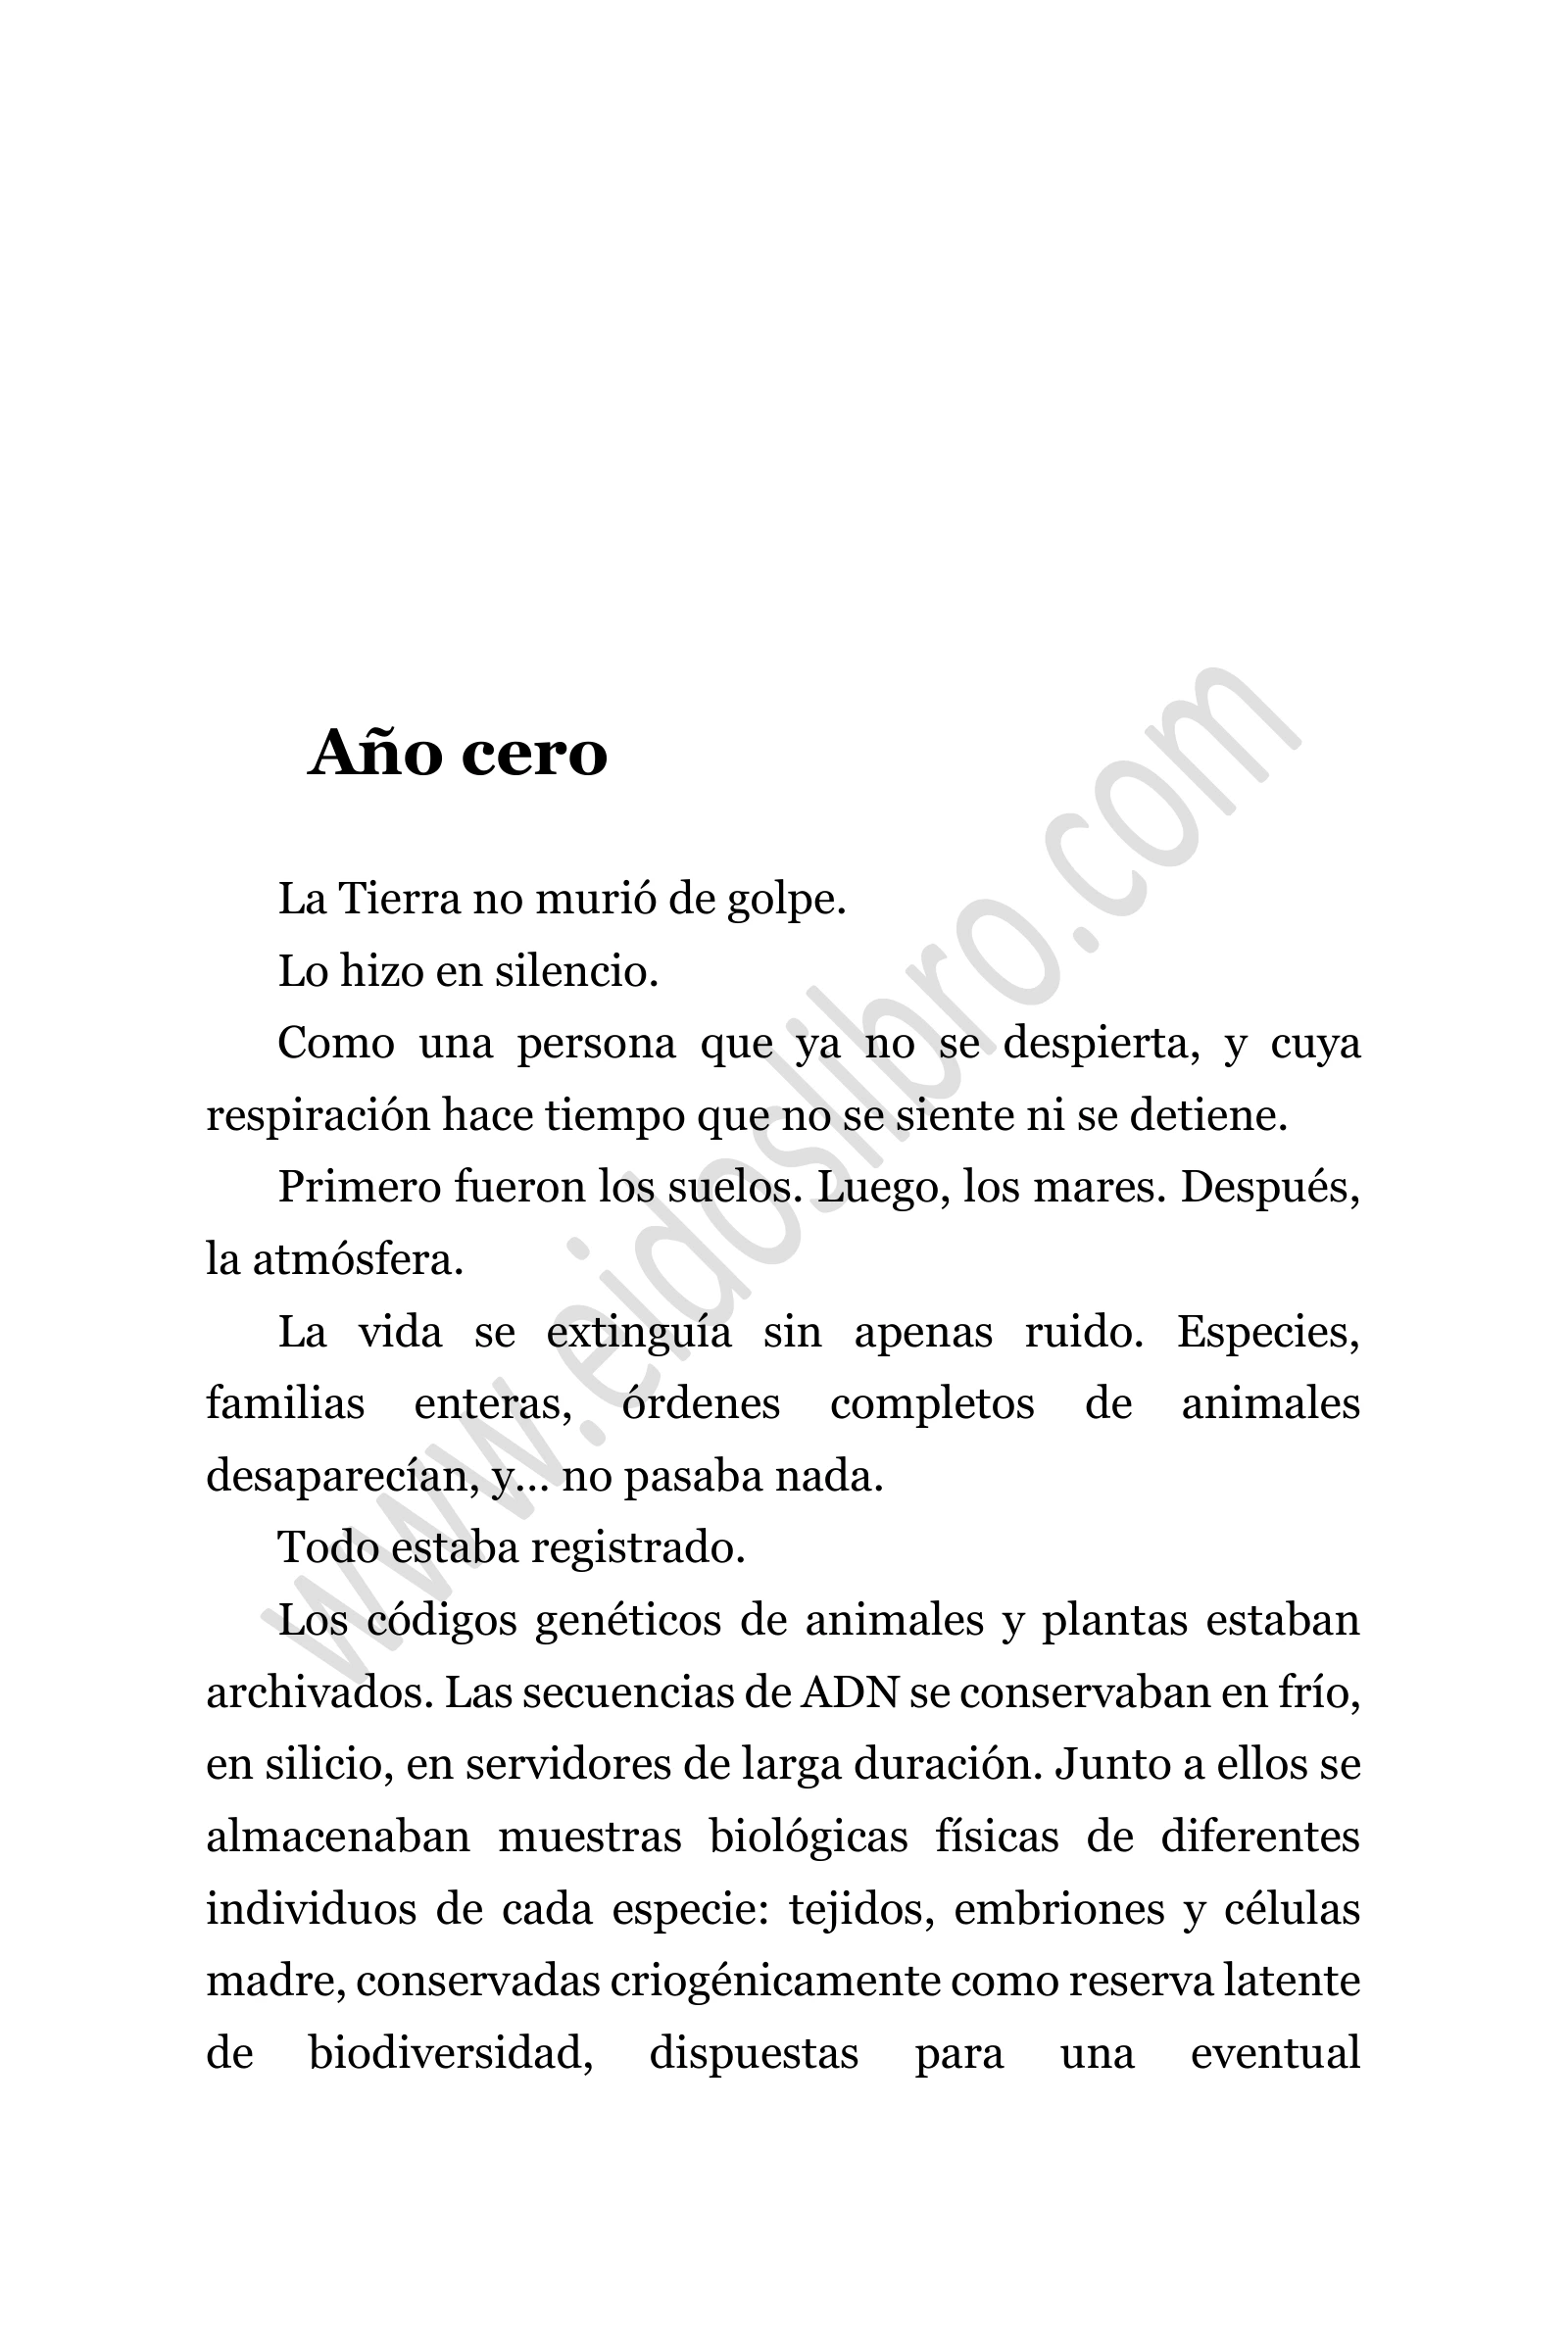 Año cero
La Tierra no murió de golpe.
Lo hizo en silencio.
Como una persona que ya no se despierta, y cuya
respiración hace tiempo que no se siente ni se detiene.
Primero fueron los suelos. Luego, los mares. Después,
la atmósfera.
La vida se extinguía sin apenas ruido. Especies,
familias enteras, órdenes completos de animales
desaparecían, y... no pasaba nada.
Todo estaba registrado.
Los códigos genéticos de animales y plantas estaban
archivados. Las secuencias de ADN se conservaban en frío,
en silicio, en servidores de larga duración. Junto a ellos se
almacenaban muestras biológicas físicas de diferentes
individuos de cada especie: tejidos, embriones y células
madre, conservadas criogénicamente como reserva latente
de biodiversidad, dispuestas para una eventual
www.eidoslibro.com